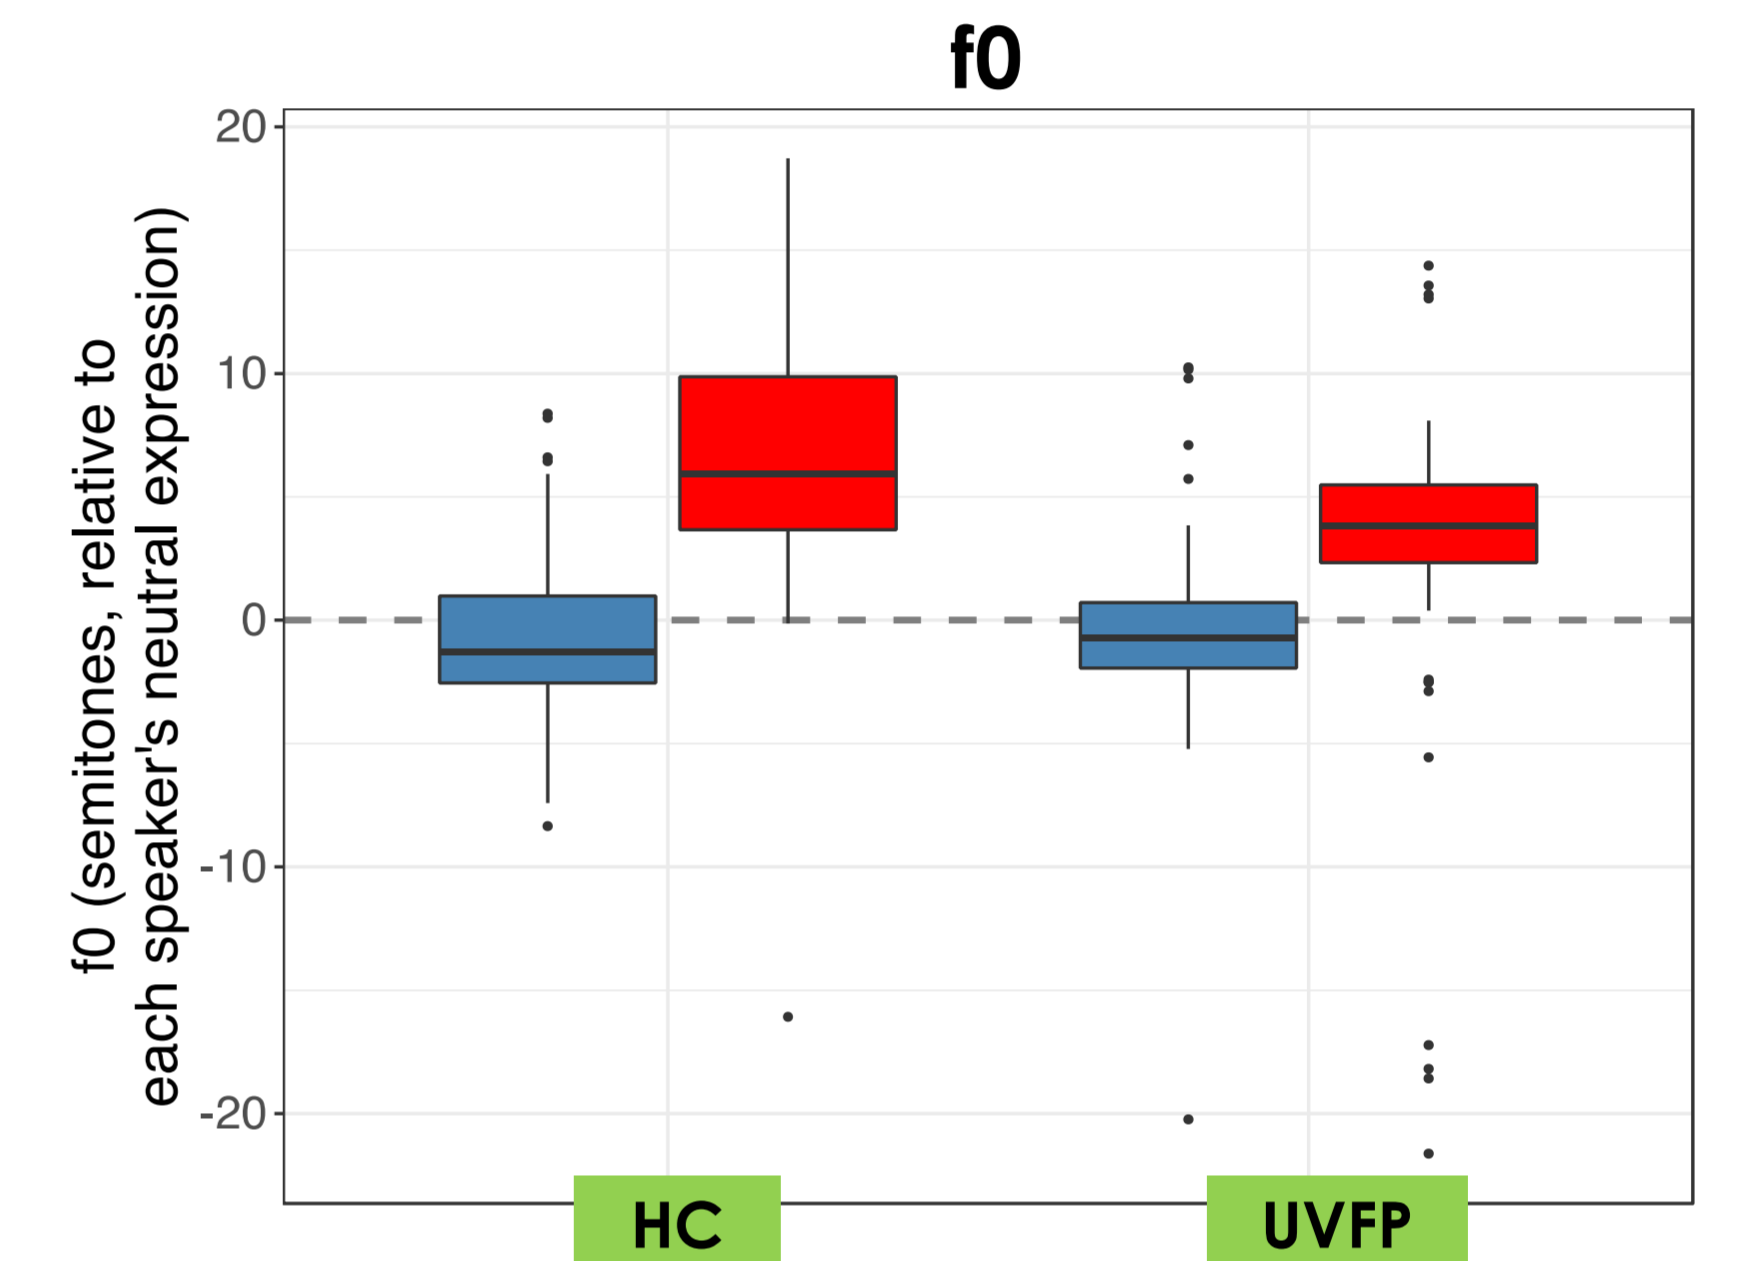 f0
20
10
0
-10
-20
f0 (semitones, relative to
each speaker's neutral expression)
HC
UVFP